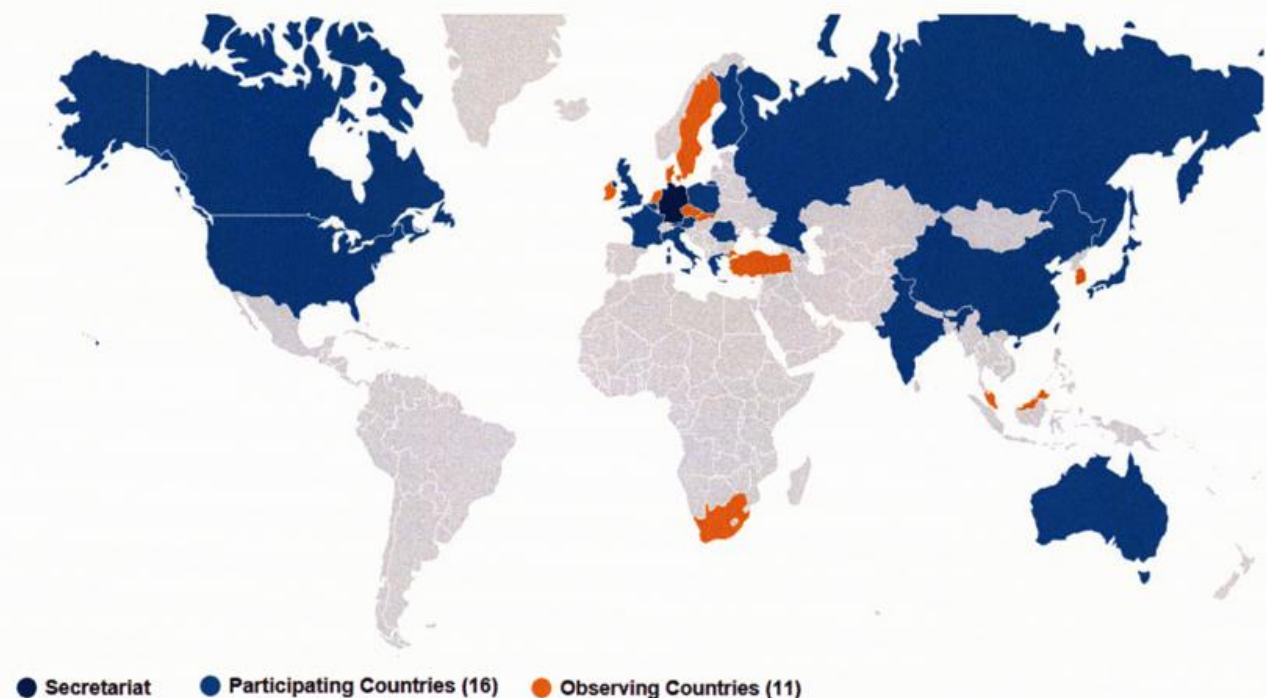 Secretariat
Participating Countries (16)
Observing Countries (11)